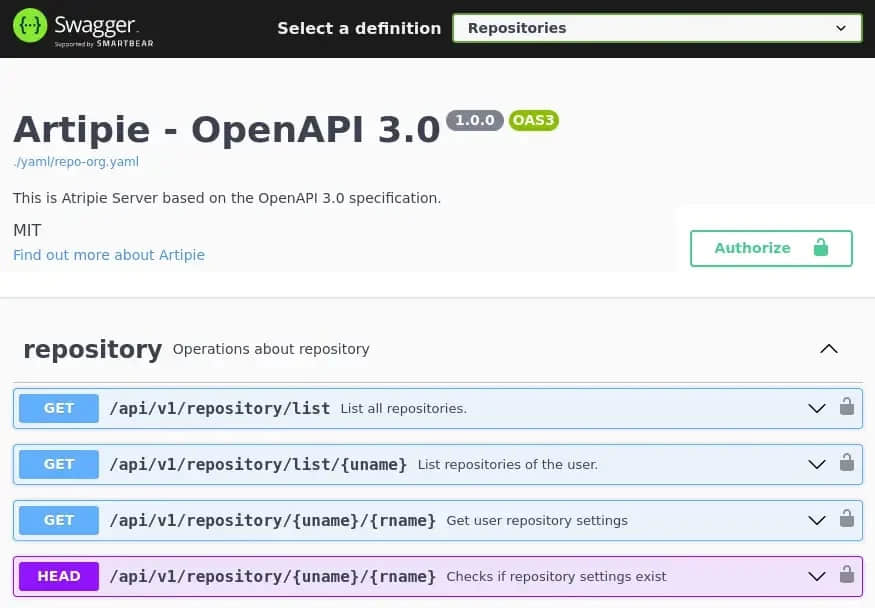 Swagger.
Supported by SMARTBEAR
Select a definition
Repositories
Artipie - OpenAPI 3.0 1.0.0 OAS3
./yaml/repo-org.yaml
This is Atripie Server based on the OpenAPI 3.0 specification.
MIT
Find out more about Artipie
Authorize
repository Operations about repository
GET /api/v1/repository/list List all repositories.
GET /api/v1/repository/list/{uname} List repositories of the user.
GET /api/v1/repository/{uname}/{rname} Get user repository settings
HEAD /api/v1/repository/{uname}/{rname} Checks if repository settings exist